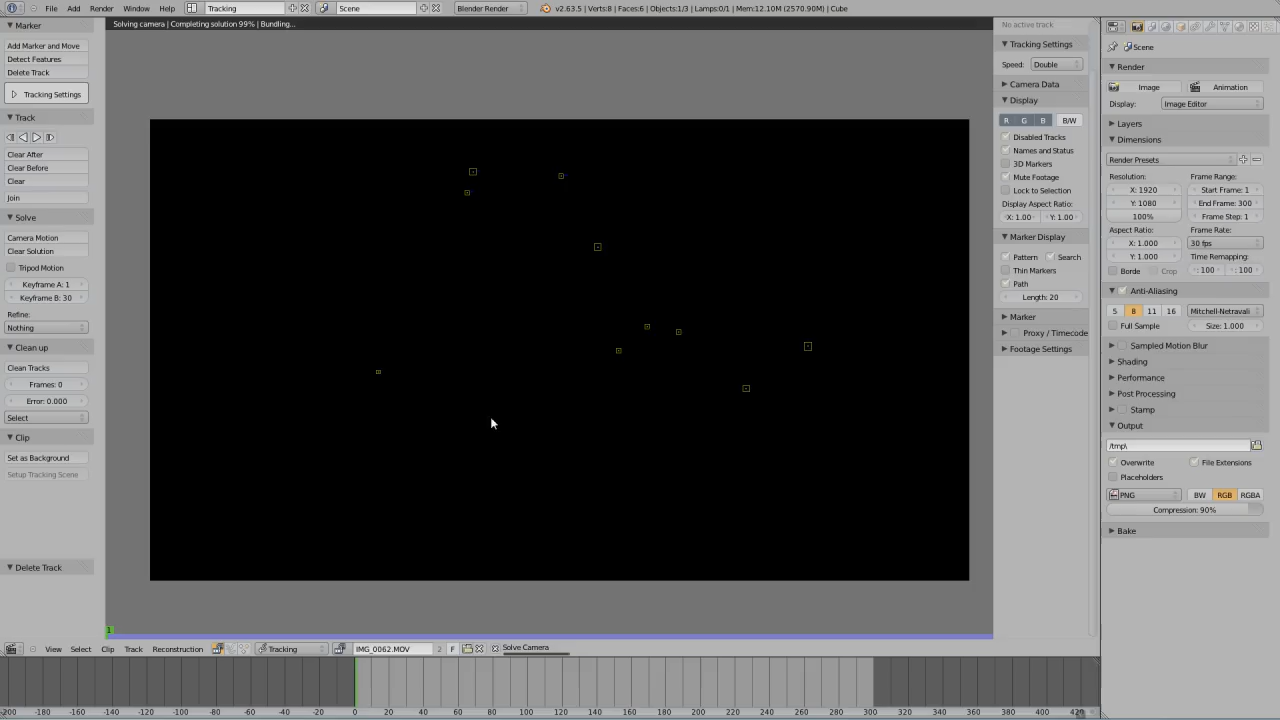 File Add Render Window Help Tracking Scene Blender Render v2.63.5 | Verts:8 | Faces:6 | Objects:1/3 | Lamps:0/1 | Mem:12.10M (2570.90M) | Cube
Solving camera | Completing solution 99% | Bundling...
Marker
Add Marker and Move
Detect Features
Delete Track
Tracking Settings
Track
Clear After
Clear Before
Clear
Join
Solve
Camera Motion
Clear Solution
Tripod Motion
Keyframe A: 1
Keyframe B: 30
Refine:
Nothing
Clean up
Clean Tracks
Frames: 0
Error: 0.000
Select
Clip
Set as Background
Setup Tracking Scene
Delete Track
1
No active track
Tracking Settings
Speed: Double
Camera Data
Display
R G B B/W
Disabled Tracks
Names and Status
3D Markers
Mute Footage
Lock to Selection
Display Aspect Ratio:
X: 1.00 Y: 1.00
Marker Display
Pattern Search
Thin Markers
Path
Length: 20
Marker
Proxy / Timecode
Footage Settings
Scene
Render
Image Animation
Display: Image Editor
Layers
Dimensions
Render Presets
Resolution: Frame Range:
X: 1920 Start Frame: 1
Y: 1080 End Frame: 300
100% Frame Step: 1
Aspect Ratio: Frame Rate:
X: 1.000 30 fps
Y: 1.000 Time Remapping:
Borde Crop : 100 : 100
Anti-Aliasing
5 8 11 16 Mitchell-Netravali
Full Sample Size: 1.000
Sampled Motion Blur
Shading
Performance
Post Processing
Stamp
Output
/tmp\
Overwrite File Extensions
Placeholders
PNG BW RGB RGBA
Compression: 90%
Bake
View Select Clip Track Reconstruction Tracking IMG_0062.MOV 2 F Solve Camera
-200 -180 -160 -140 -120 -100 -80 -60 -40 -20 0 20 40 60 80 100 120 140 160 180 200 220 240 260 280 300 320 340 360 380 400 420